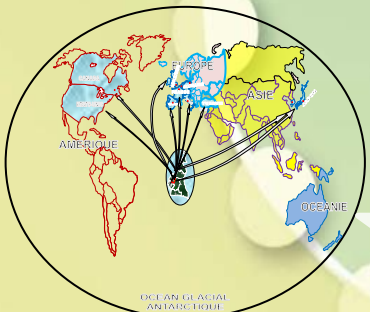 EUROPE
ASIE
AMERIQUE
OCEANIE
OCEAN GLACIAL
ANTARCTIQUE